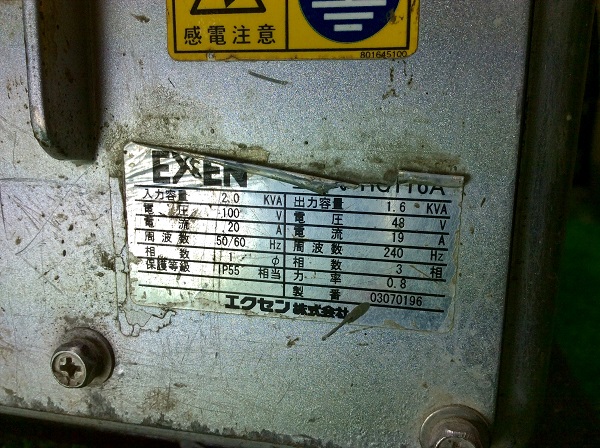 感電注意
801645100
EXEN
入力容量 2.0 KVA 出力容量 1.6 KVA
電圧 100 V 電圧 48 V
電流 20 A 電流 19 A
周波数 50/60 Hz 周波数 240 Hz
相数 1 φ 相数 3 相
保護等級 IP55 相当 力率 0.8
製番 03070196
エクセン株式会社